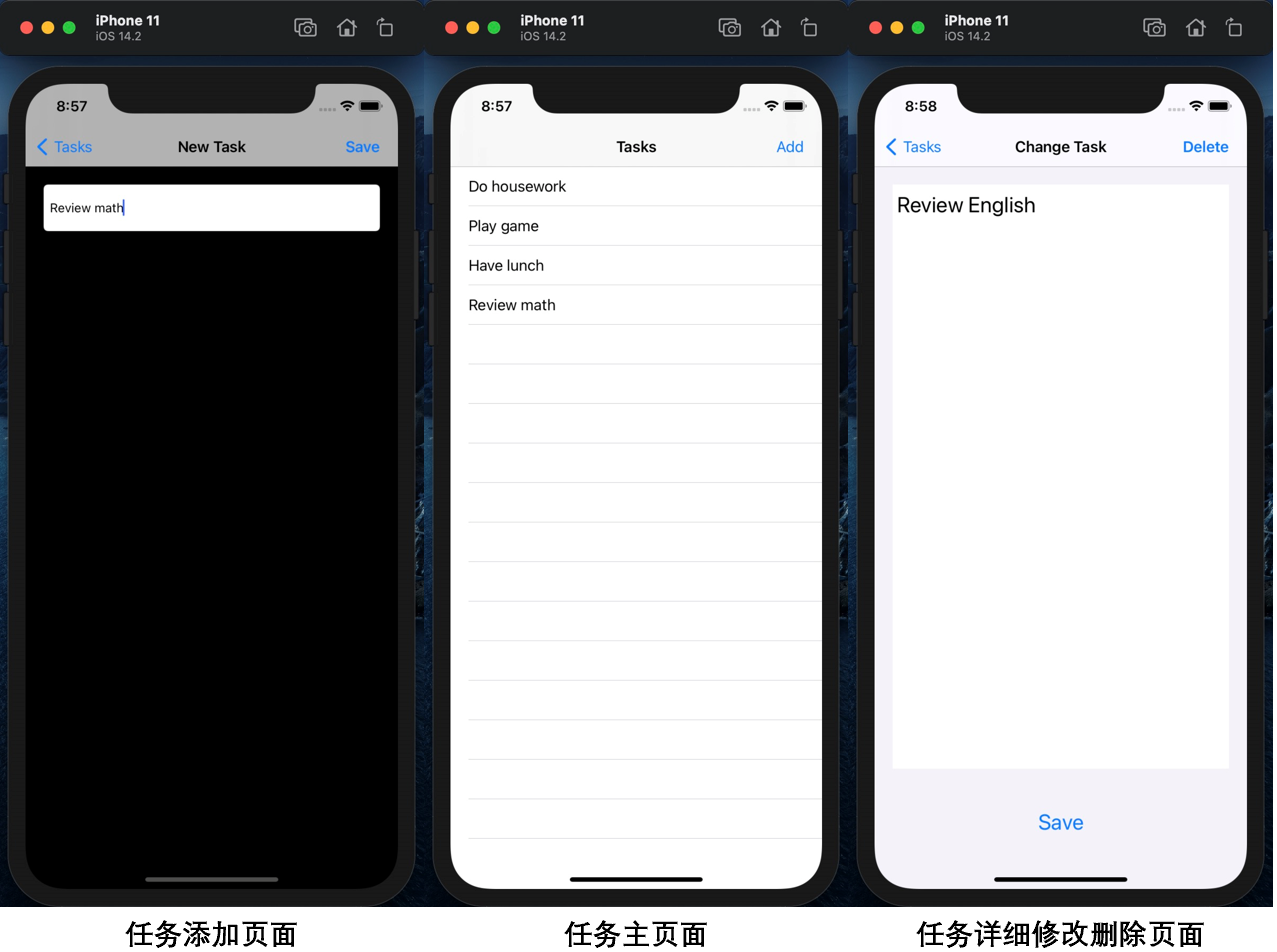 iPhone 11
iOS 14.2
8:57
Tasks
New Task
Save
Review math
任务添加页面
iPhone 11
iOS 14.2
8:57
Tasks
Add
Do housework
Play game
Have lunch
Review math
任务主页面
iPhone 11
iOS 14.2
8:58
Tasks
Change Task
Delete
Review English
Save
任务详细修改删除页面